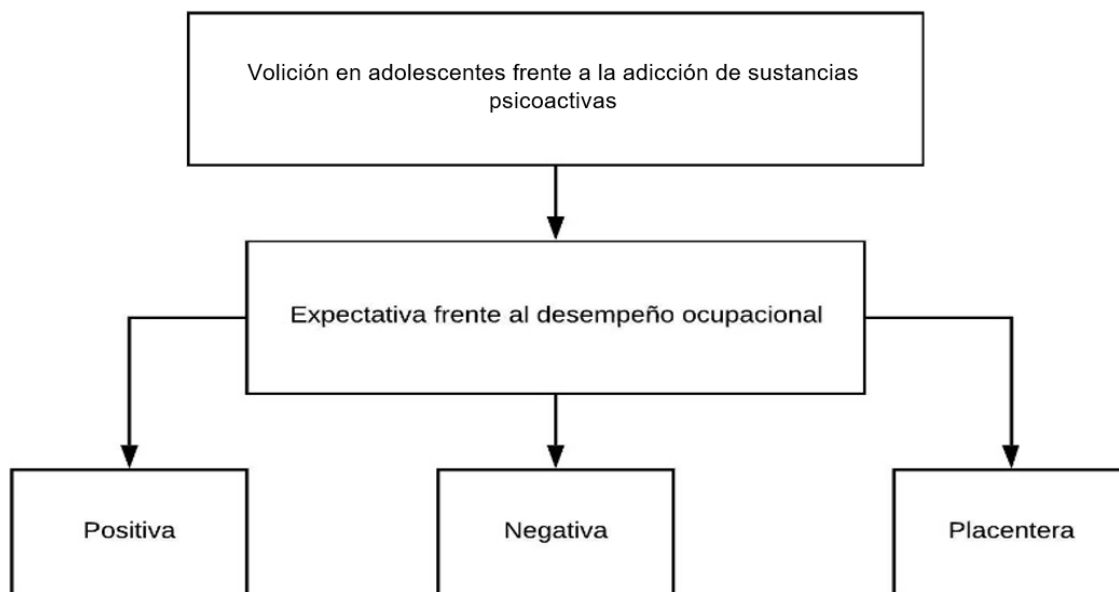 Volición en adolescentes frente a la adicción de sustancias
psicoactivas
Expectativa frente al desempeño ocupacional
Positiva
Negativa
Placentera